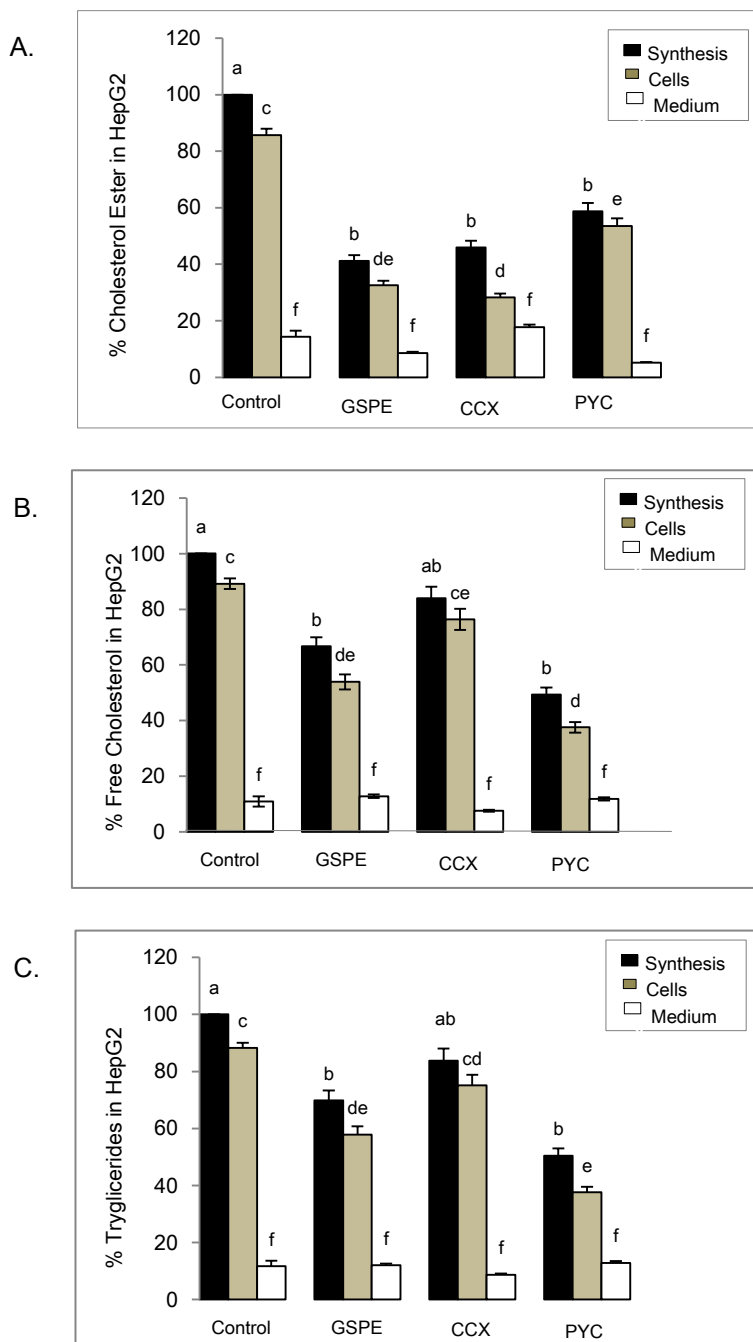 A.
% Cholesterol Ester in HepG2
120
100
80
60
40
20
0
Synthesis
Cells
Medium
a
c
f
b
de
f
b
d
f
b
e
f
Control
GSPE
CCX
PYC
B.
% Free Cholesterol in HepG2
120
100
80
60
40
20
0
Synthesis
Cells
Medium
a
c
f
b
de
f
ab
ce
f
b
d
f
Control
GSPE
CCX
PYC
C.
% Tryglicerides in HepG2
120
100
80
60
40
20
0
Synthesis
Cells
Medium
a
c
f
b
de
f
ab
cd
f
b
e
f
Control
GSPE
CCX
PYC